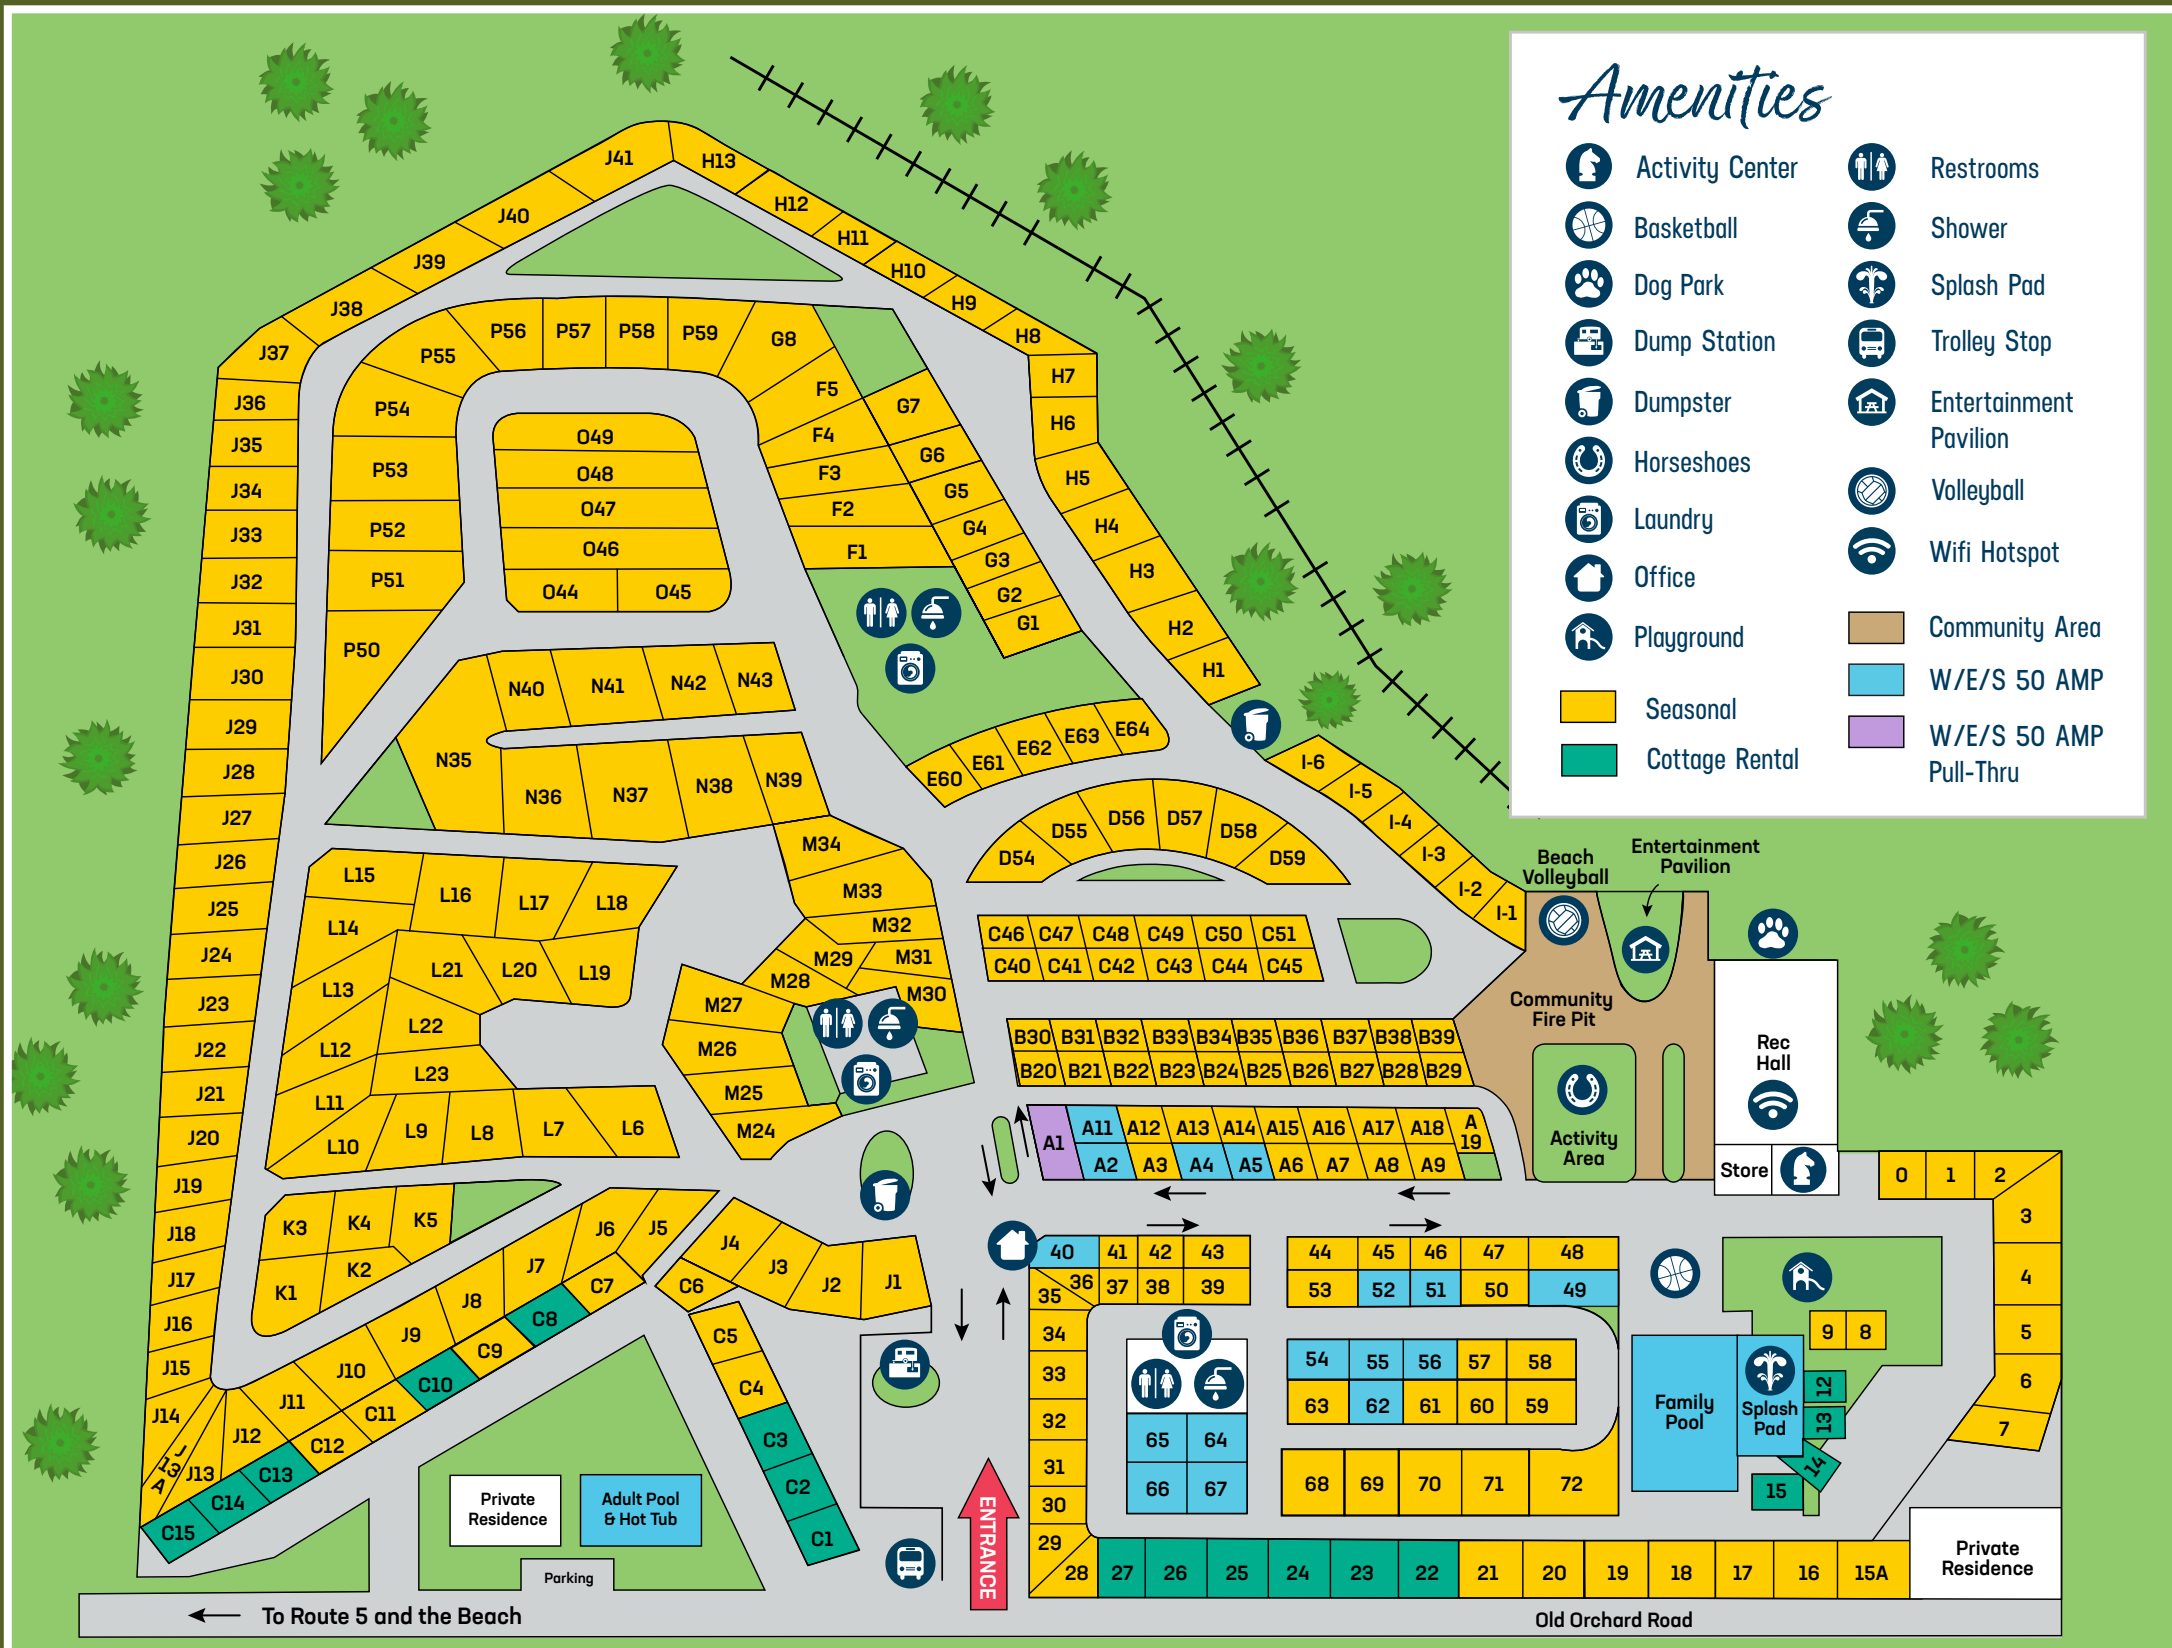 Amenities
Activity Center
Basketball
Dog Park
Dump Station
Dumpster
Horseshoes
Laundry
Office
Playground
Seasonal
Cottage Rental
Restrooms
Shower
Splash Pad
Trolley Stop
Entertainment
Pavilion
Volleyball
Wifi Hotspot
Community Area
W/E/S 50 AMP
W/E/S 50 AMP
Pull-Thru
J41
H13
J40
H12
H11
J39
H10
H9
J38
H8
J37
P56
P57
P58
P59
G8
P55
H7
J36
P54
F5
G7
H6
J35
O49
F4
G6
P53
O48
F3
H5
J34
O47
F2
G5
J33
P52
O46
F1
G4
H4
J32
P51
O44
O45
G3
H3
J31
G2
G1
H2
J30
P50
N40
N41
N42
N43
H1
J29
N35
E60
E61
E62
E63
E64
J28
N36
N37
N38
N39
I-6
J27
D54
D55
D56
D57
D58
D59
I-5
I-4
I-3
I-2
I-1
J26
M34
L15
L16
L17
L18
M33
J25
L14
M32
J24
L21
L20
L19
M29
M31
M28
M30
J23
L13
M27
C46
C47
C48
C49
C50
C51
C40
C41
C42
C43
C44
C45
Beach
Volleyball
Entertainment
Pavilion
Community
Fire Pit
J22
L12
L22
M26
B30
B31
B32
B33
B34
B35
B36
B37
B38
B39
J21
L11
L23
M25
B20
B21
B22
B23
B24
B25
B26
B27
B28
B29
Rec
Hall
J20
L10
L9
L8
L7
L6
M24
A1
A11
A12
A13
A14
A15
A16
A17
A18
A
19
A2
A3
A4
A5
A6
A7
A8
A9
Activity
Area
Store
J19
0
1
2
J18
K3
K4
K5
J6
J5
J4
3
J17
K1
K2
J7
C7
C6
J3
J2
J1
40
41
42
43
44
45
46
47
48
4
J16
J8
C8
35
36
37
38
39
53
52
51
50
49
J15
J9
C9
C5
34
9
8
5
J10
C10
C4
33
54
55
56
57
58
12
6
J14
J11
C11
32
63
62
61
60
59
Family
Pool
Splash
Pad
13
7
J
13
A
J13
J12
C12
C3
65
64
14
C13
C2
31
66
67
68
69
70
71
72
15
C14
Private
Residence
Adult Pool
& Hot Tub
30
C15
C1
ENTRANCE
29
28
27
26
25
24
23
22
21
20
19
18
17
16
15A
Private
Residence
Parking
To Route 5 and the Beach
Old Orchard Road